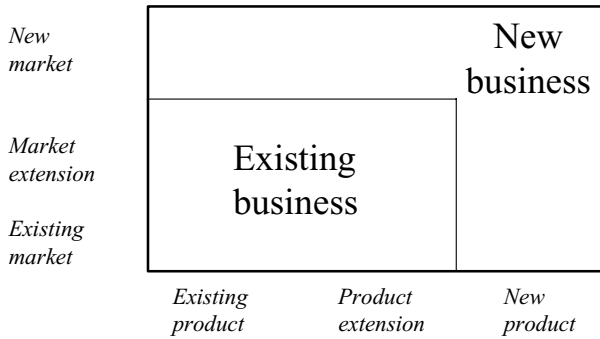 New
market
New
business
Market
extension
Existing
business
Existing
market
Existing
product
Product
extension
New
product